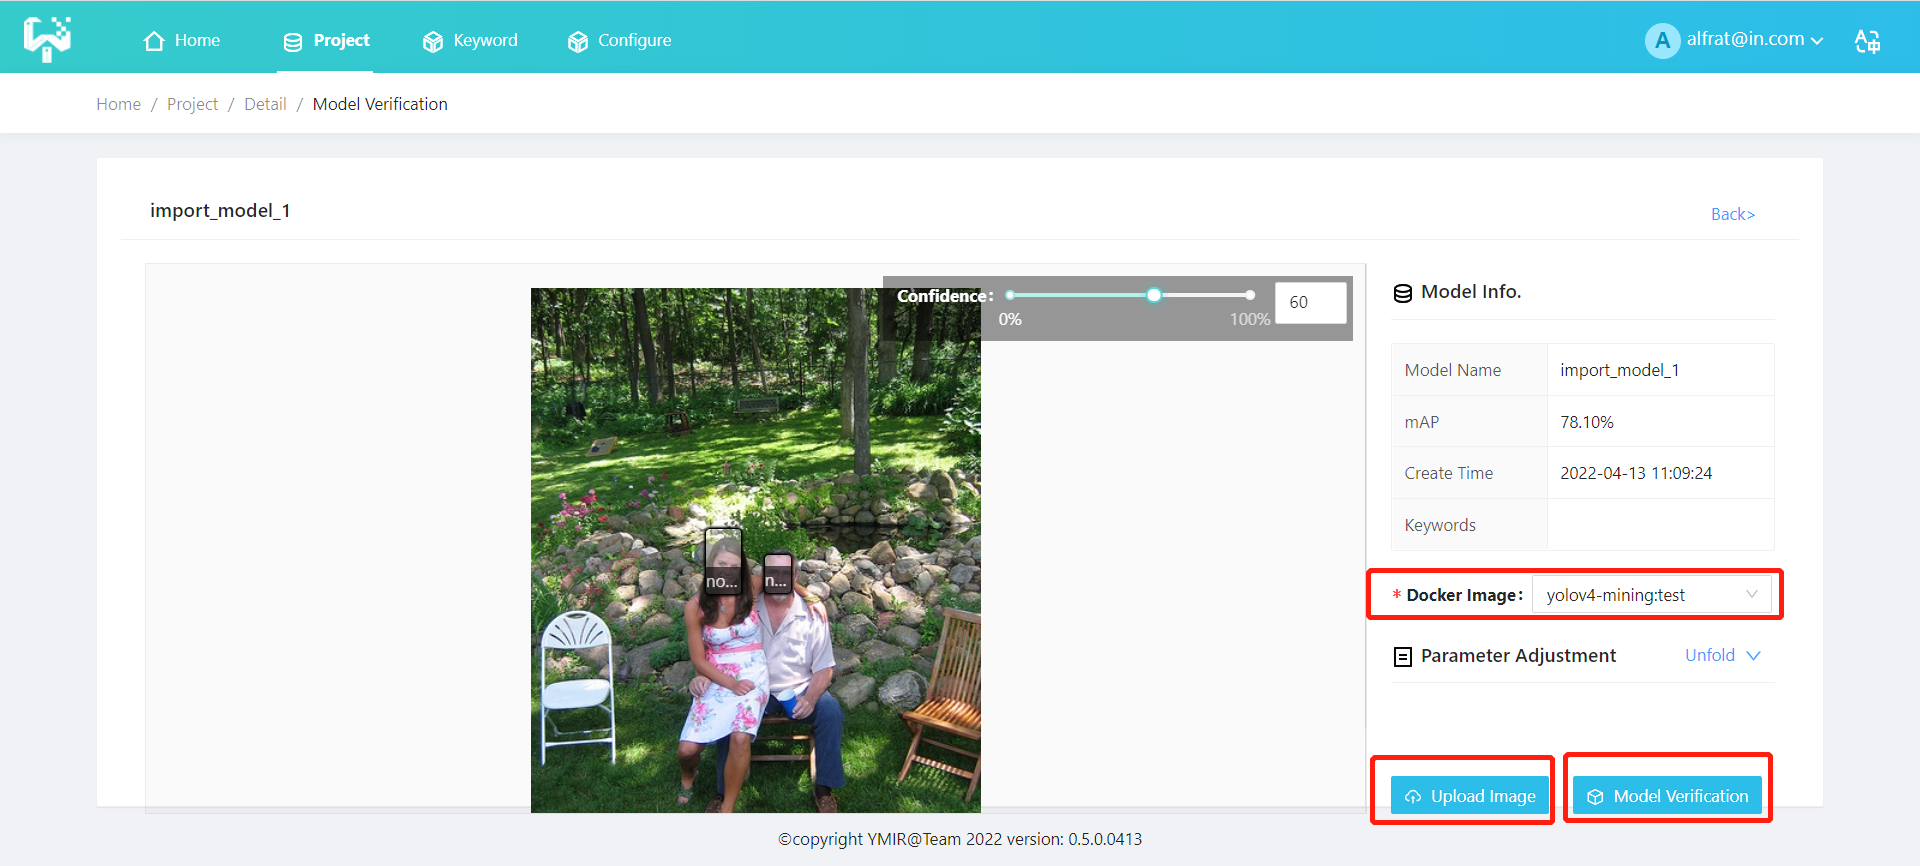 Home
Project
Keyword
Configure
A
alfrat@in.com
Home / Project / Detail / Model Verification
import_model_1
Back>
Confidence:
60
0%
100%
no...
n...
Model Info.
Model Name import_model_1
mAP 78.10%
Create Time 2022-04-13 11:09:24
Keywords
* Docker Image: yolov4-mining:test
Parameter Adjustment Unfold
Upload Image
Model Verification
©copyright YMIR@Team 2022 version: 0.5.0.0413